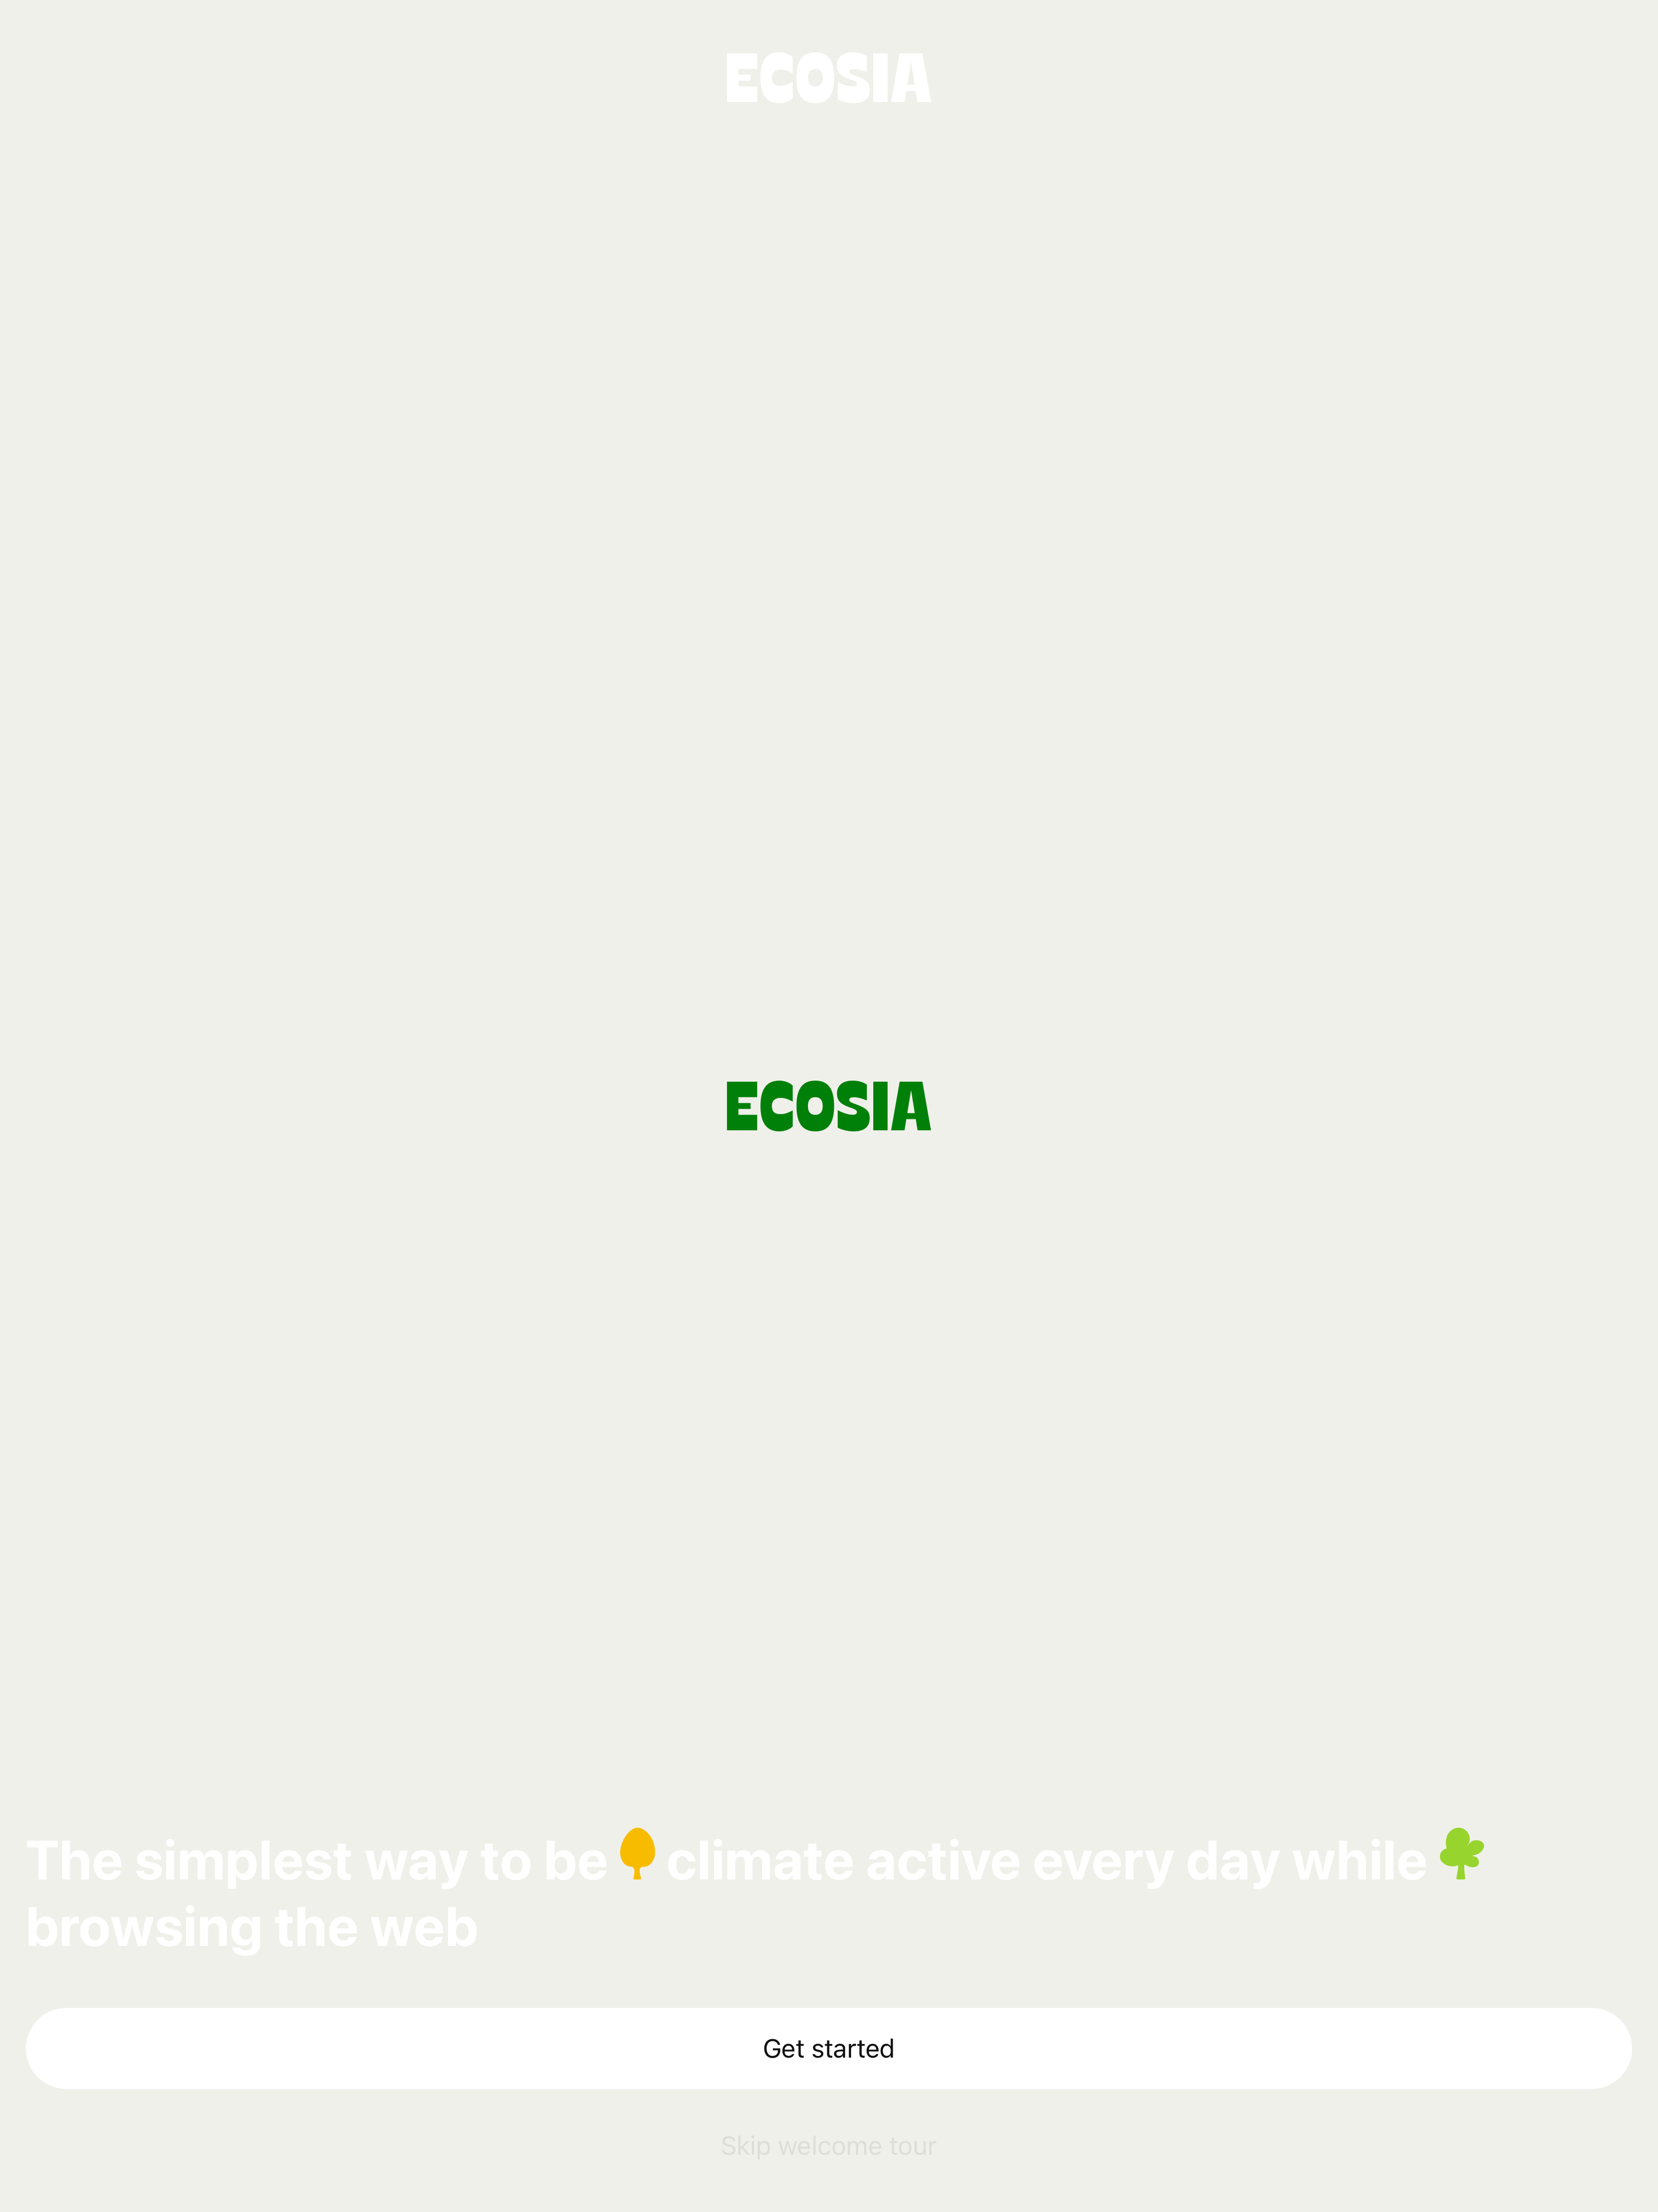 ECOSIA
ECOSIA
The simplest way to be climate active every day while
browsing the web
Get started
Skip welcome tour